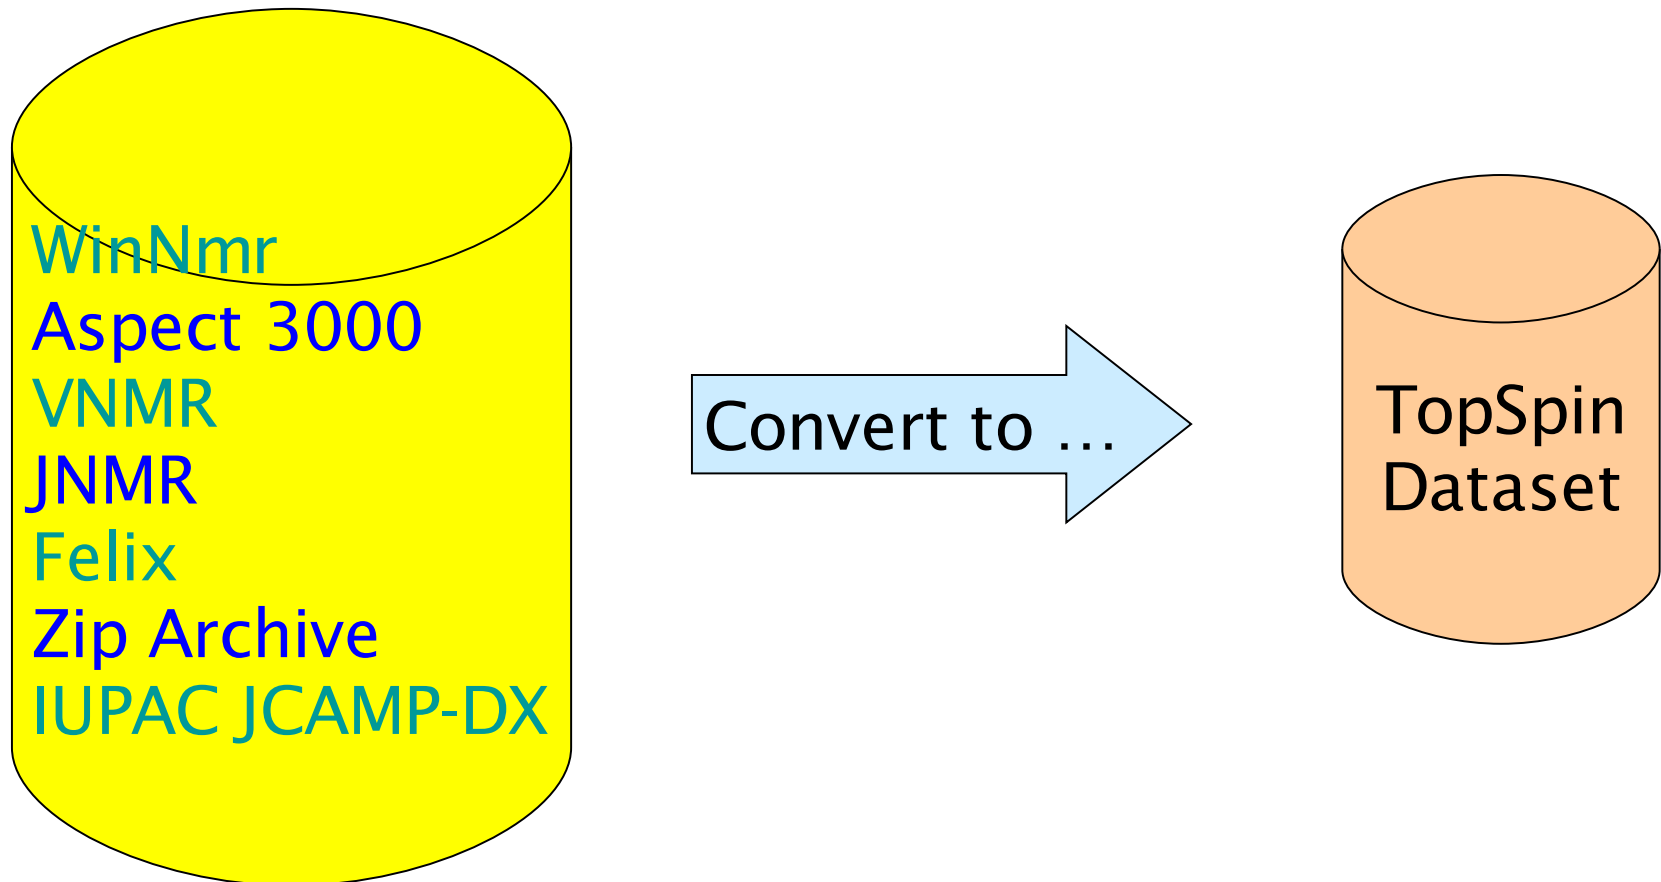 WinNmr
Aspect 3000
VNMR
JNMR
Felix
Zip Archive
IUPAC JCAMP-DX
Convert to ...
TopSpin
Dataset